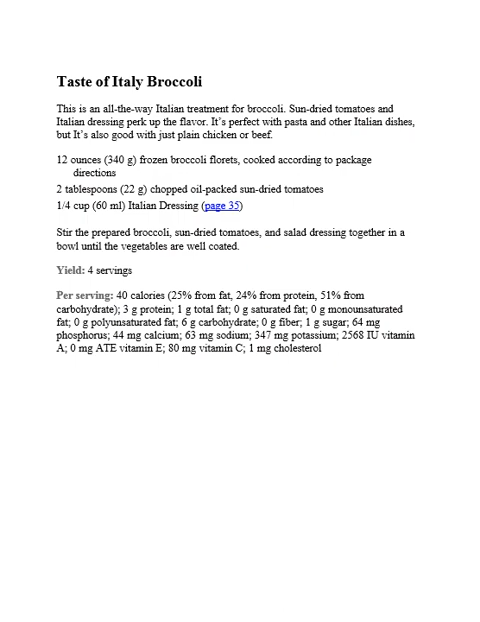 Taste of Italy Broccoli
This is an all-the-way Italian treatment for broccoli. Sun-dried tomatoes and
Italian dressing perk up the flavor. It’s perfect with pasta and other Italian dishes,
but It’s also good with just plain chicken or beef.
12 ounces (340 g) frozen broccoli florets, cooked according to package
directions
2 tablespoons (22 g) chopped oil-packed sun-dried tomatoes
1/4 cup (60 ml) Italian Dressing (page 35)
Stir the prepared broccoli, sun-dried tomatoes, and salad dressing together in a
bowl until the vegetables are well coated.
Yield: 4 servings
Per serving: 40 calories (25% from fat, 24% from protein, 51% from
carbohydrate); 3 g protein; 1 g total fat; 0 g saturated fat; 0 g monounsaturated
fat; 0 g polyunsaturated fat; 6 g carbohydrate; 0 g fiber; 1 g sugar; 64 mg
phosphorus; 44 mg calcium; 63 mg sodium; 347 mg potassium; 2568 IU vitamin
A; 0 mg ATE vitamin E; 80 mg vitamin C; 1 mg cholesterol